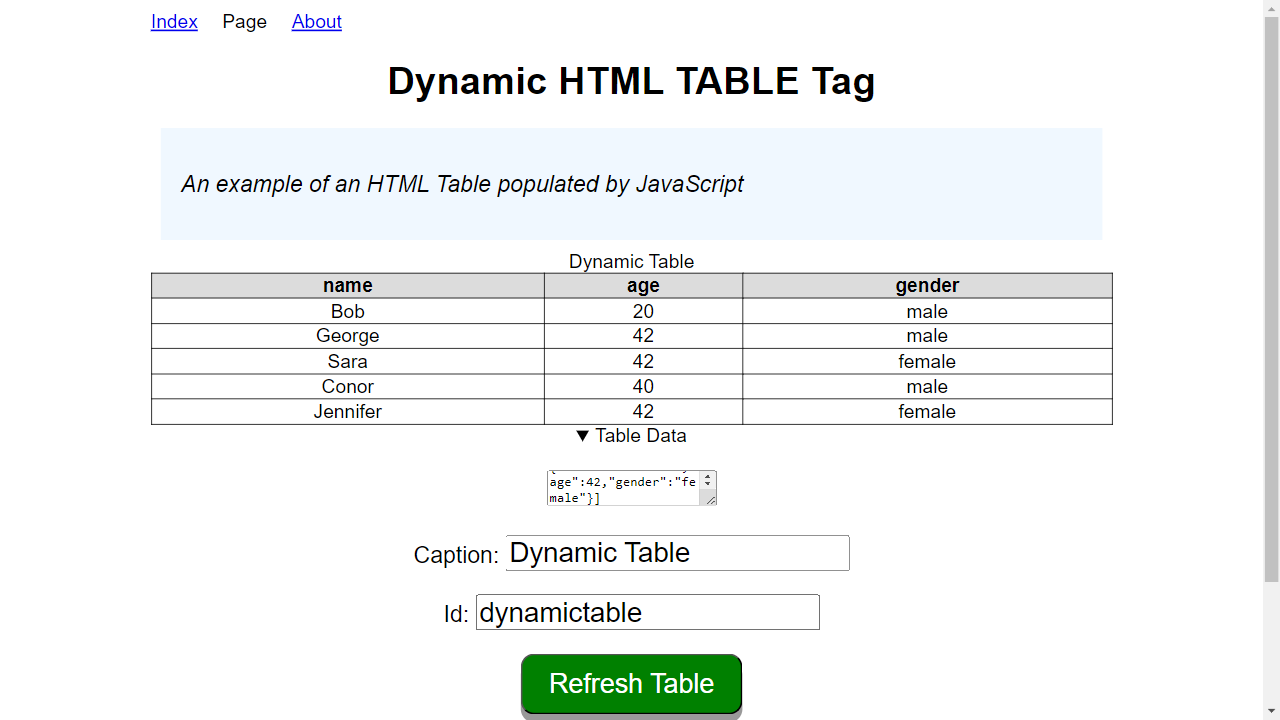 Index Page About
Dynamic HTML TABLE Tag
An example of an HTML Table populated by JavaScript
Dynamic Table
name age gender
Bob 20 male
George 42 male
Sara 42 female
Conor 40 male
Jennifer 42 female
▼ Table Data
age":42,"gender":"fe
male"}]
Caption: Dynamic Table
Id: dynamictable
Refresh Table